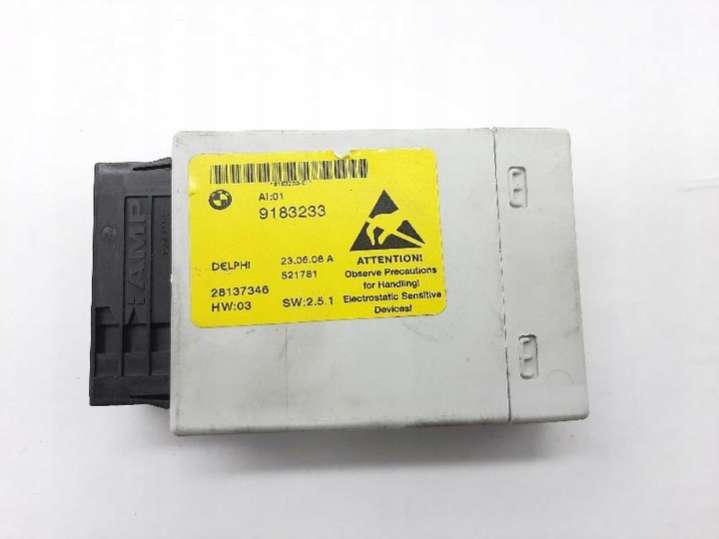 AI:01
9183233
DELPHI
23.06.08 A
521781
28137346
HW:03
SW:2.5.1
ATTENTION!
Observe Precautions
for Handling!
Electrostatic Sensitive
Devices!
AMP